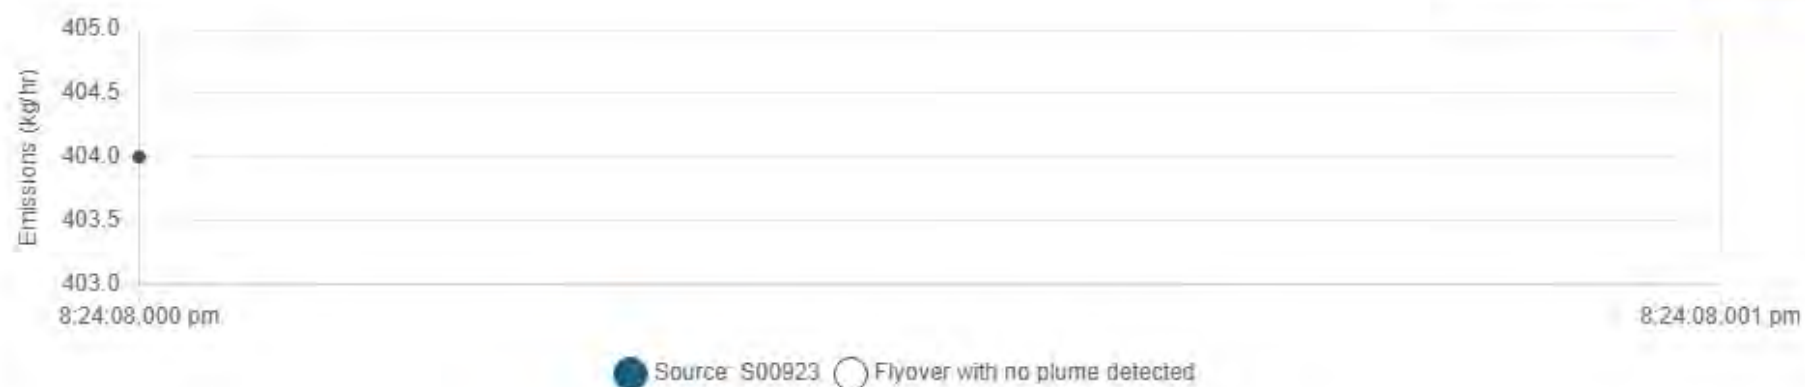 405.0
404.5
404.0
403.5
403.0
Emissions (kg/hr)
8:24:08.000 pm
8:24:08.001 pm
Source: S00923
Flyover with no plume detected